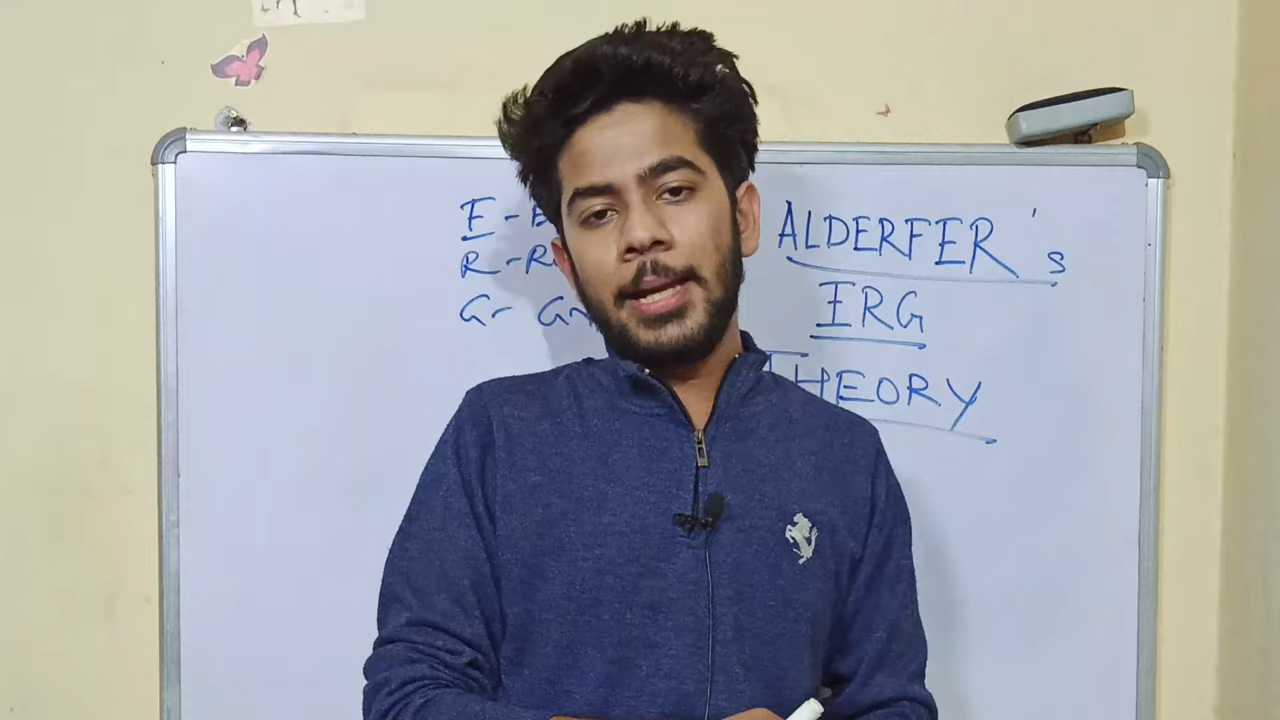 E -
R -
G -
ALDERFER's
ERG
THEORY